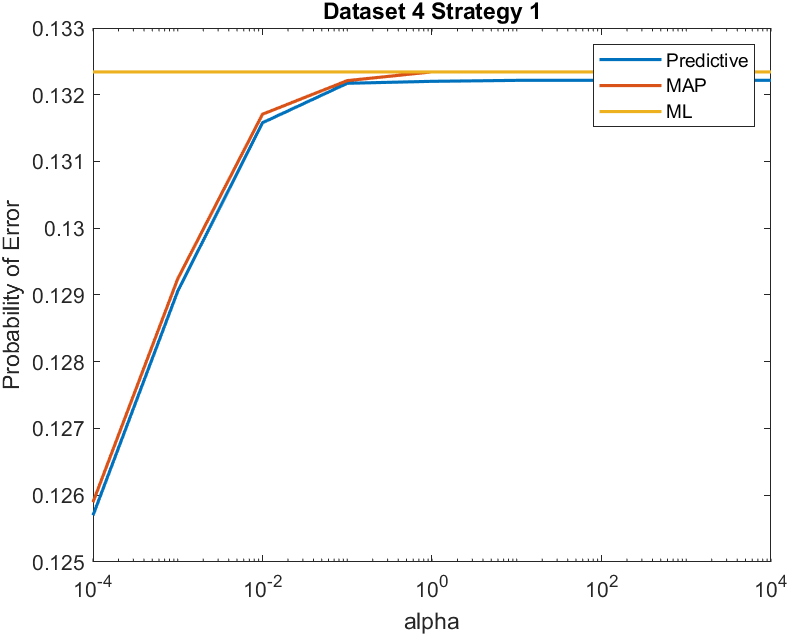 Dataset 4 Strategy 1
Probability of Error
0.133
0.132
0.131
0.13
0.129
0.128
0.127
0.126
0.125
Predictive
MAP
ML
10^-4
10^-2
10^0
10^2
10^4
alpha